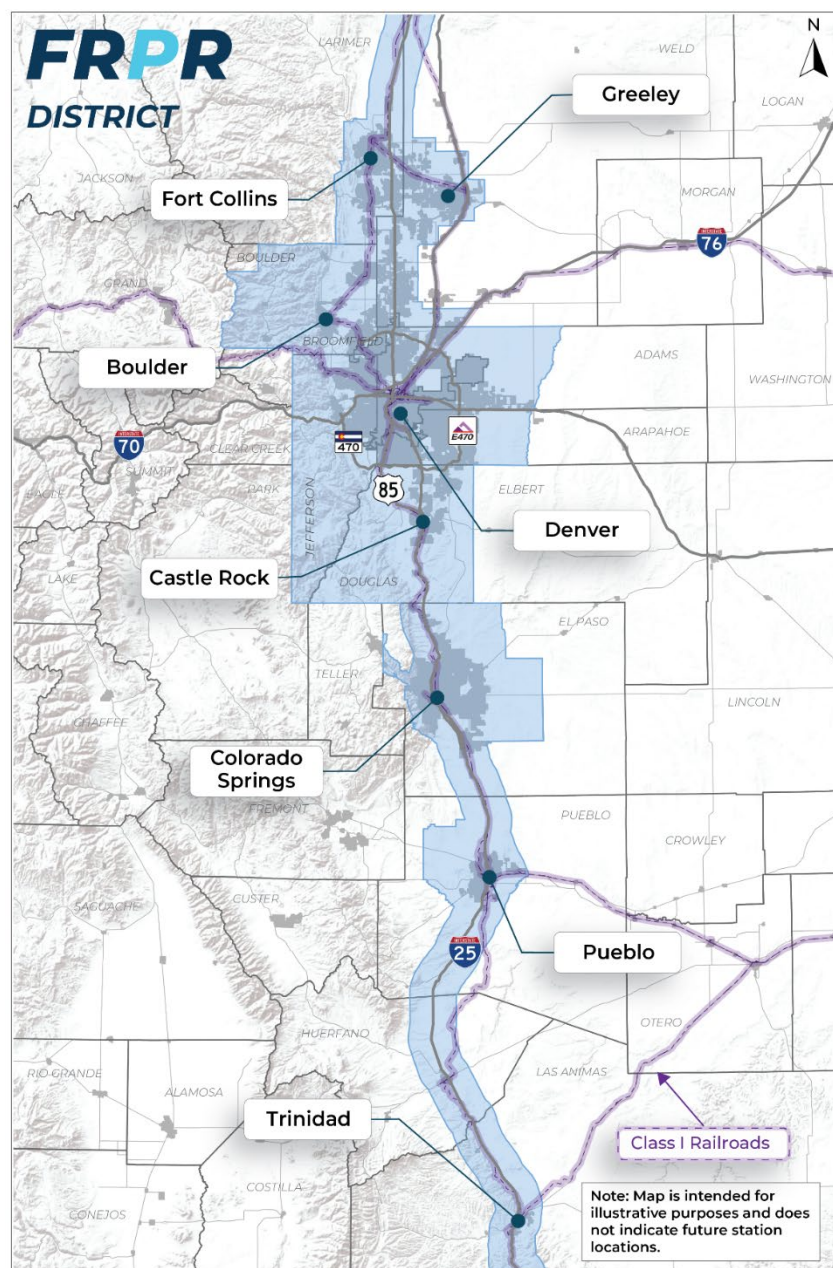 FRPR
DISTRICT
N
LARIMER
WELD
LOGAN
Greeley
JACKSON
Fort Collins
MORGAN
INTERSTATE
76
BOULDER
GRAND
BROOMFIELD
ADAMS
Boulder
WASHINGTON
INTERSTATE
70
470
E470
ARAPAHOE
CLEAR CREEK
SUMMIT
EAGLE
PARK
JEFFERSON
85
ELBERT
Denver
Castle Rock
LAKE
DOUGLAS
EL PASO
TELLER
LINCOLN
CHAFFEE
Colorado
Springs
FREMONT
PUEBLO
CROWLEY
CUSTER
SAGUACHE
INTERSTATE
25
Pueblo
HUERFANO
OTERO
RIO GRANDE
ALAMOSA
LAS ANIMAS
Trinidad
Class I Railroads
COSTILLA
CONEJOS
Note: Map is intended for
illustrative purposes and does
not indicate future station
locations.